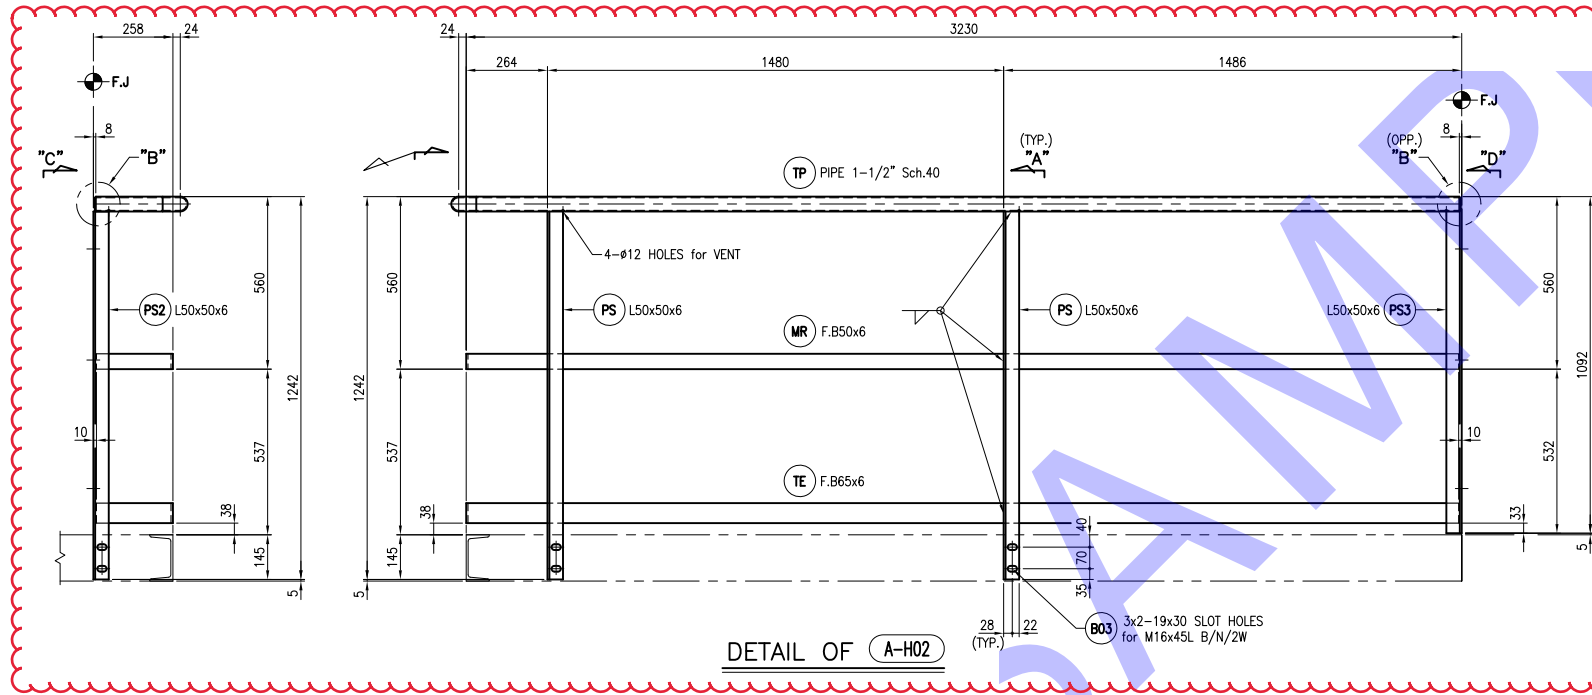 258
24
24
3230
264
1480
1486
F.J
F.J
8
"C"
"B"
(TYP.)
"A"
(OPP.)
8
"B"
"D"
TP PIPE 1-1/2" Sch.40
4-ø12 HOLES for VENT
560
560
560
PS2 L50x50x6
PS L50x50x6
PS L50x50x6
L50x50x6 PS3
MR F.B50x6
1242
1242
1092
10
537
537
10
532
TE F.B65x6
38
38
40
33
145
145
70
5
5
5
35
28
22
(TYP.)
B03 3x2-19x30 SLOT HOLES
for M16x45L B/N/2W
DETAIL OF A-H02
SAMP